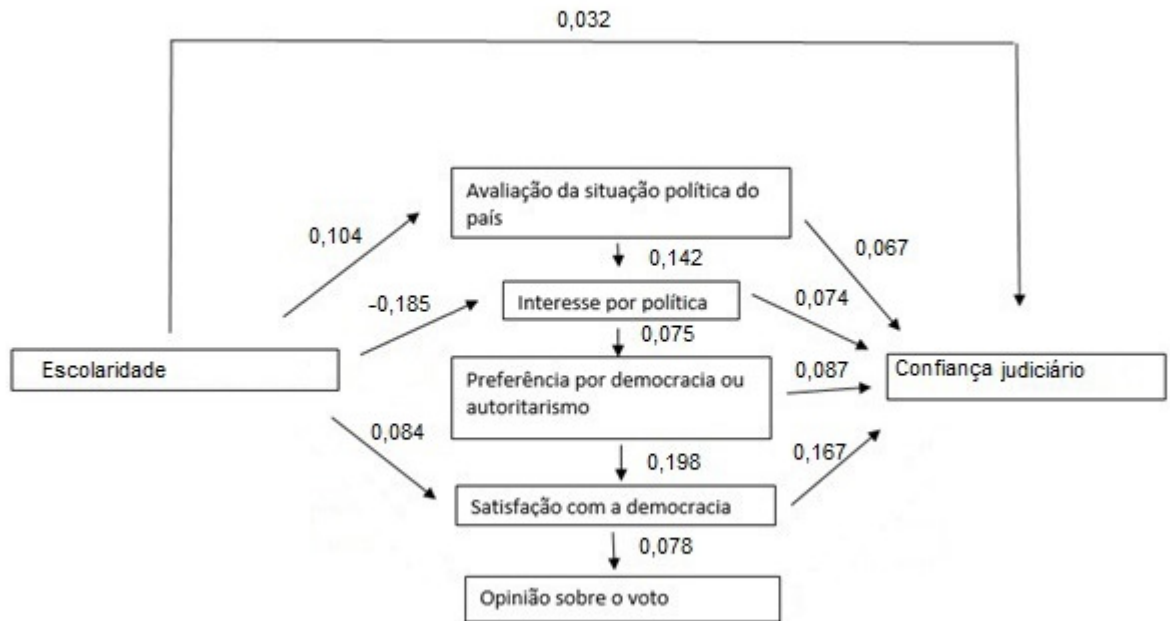 0,032
Avaliação da situação política do
país
0,104
0,067
0,142
-0,185
Interesse por política
0,074
0,075
Escolaridade
Preferência por democracia ou
autoritarismo
0,087
Confiança judiciário
0,084
0,198
0,167
Satisfação com a democracia
0,078
Opinião sobre o voto